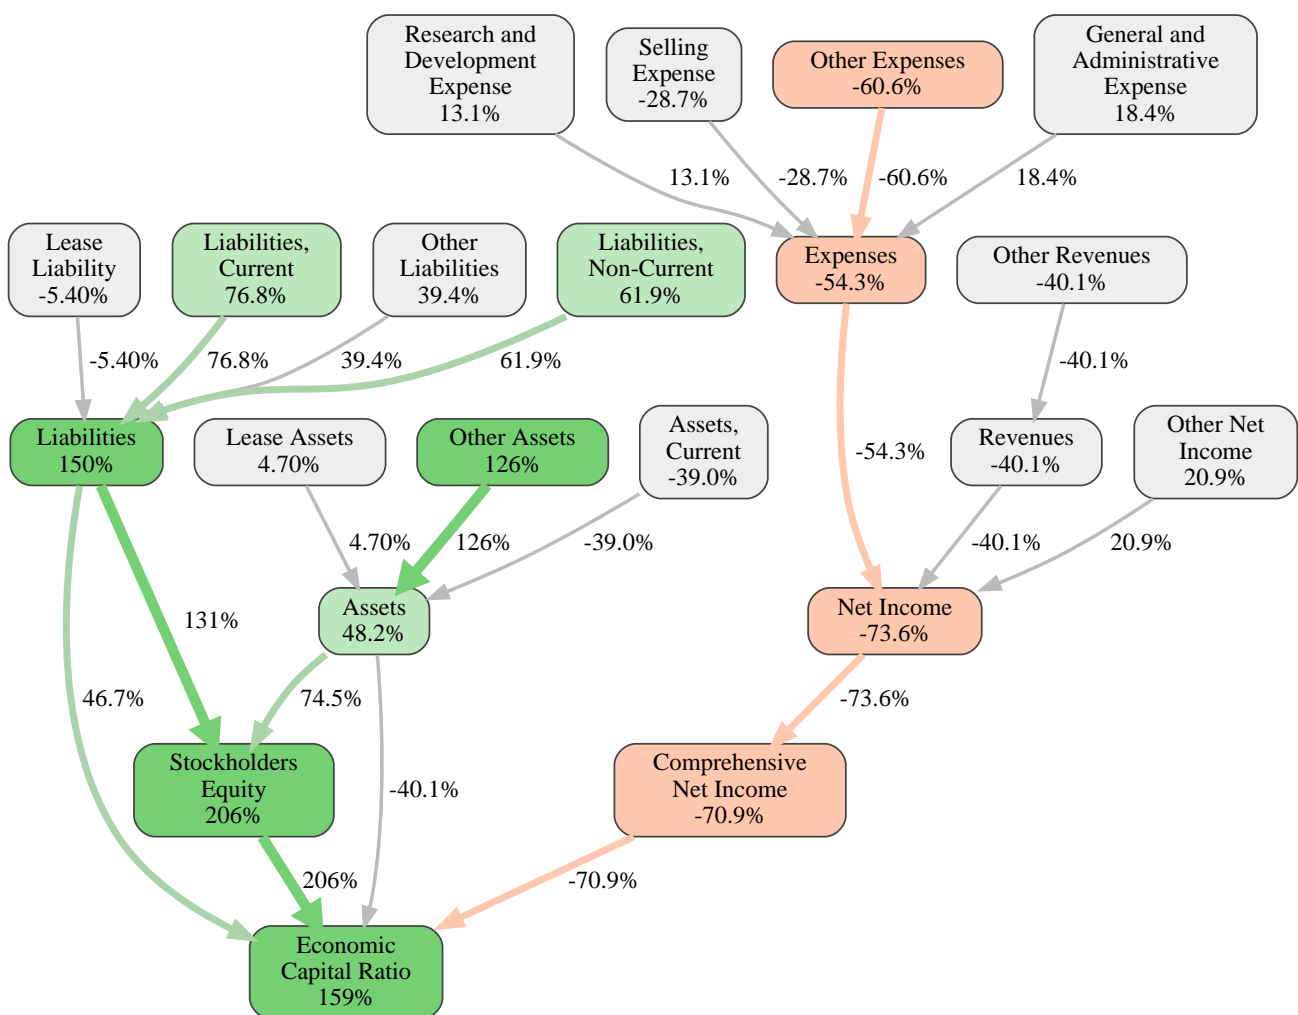 Research and
Development
Expense
13.1%
Selling
Expense
-28.7%
Other Expenses
-60.6%
General and
Administrative
Expense
18.4%
13.1%
-28.7%
-60.6%
18.4%
Lease
Liability
-5.40%
Liabilities,
Current
76.8%
Other
Liabilities
39.4%
Liabilities,
Non-Current
61.9%
Expenses
-54.3%
Other Revenues
-40.1%
-5.40%
76.8%
39.4%
61.9%
-40.1%
Liabilities
150%
Lease Assets
4.70%
Other Assets
126%
Assets,
Current
-39.0%
-54.3%
Revenues
-40.1%
Other Net
Income
20.9%
4.70%
126%
-39.0%
-40.1%
20.9%
131%
Assets
48.2%
Net Income
-73.6%
46.7%
74.5%
-73.6%
Stockholders
Equity
206%
-40.1%
Comprehensive
Net Income
-70.9%
206%
-70.9%
Economic
Capital Ratio
159%